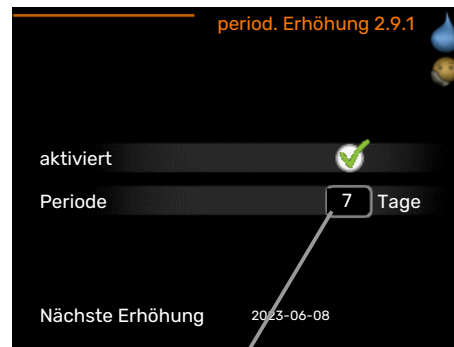 period. Erhöhung 2.9.1
aktiviert
Periode 7 Tage
Nächste Erhöhung 2023-06-08